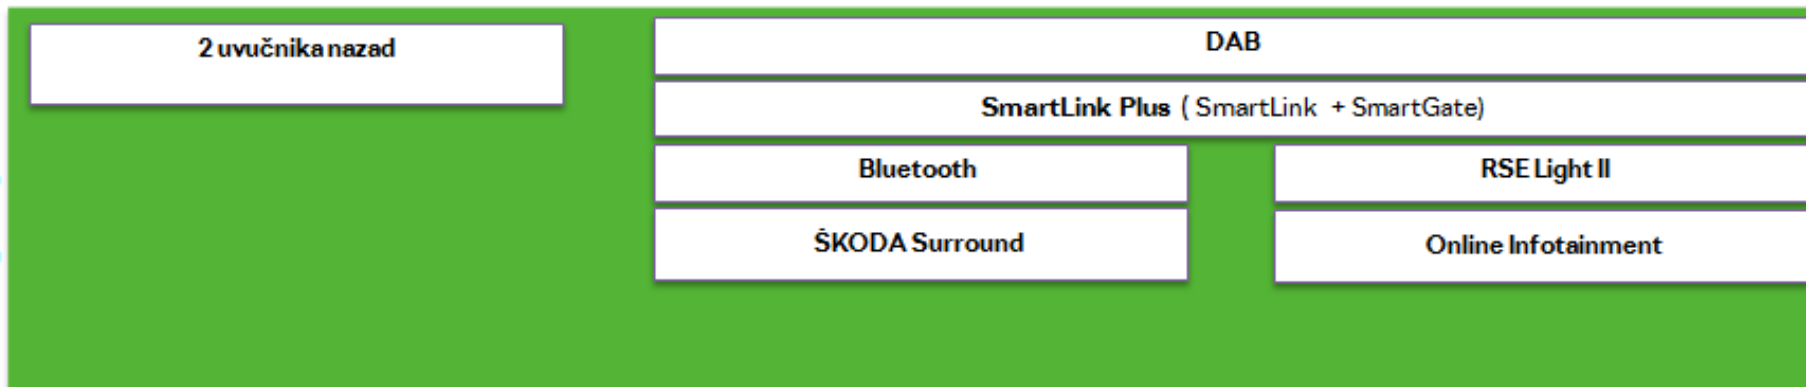 2 uvučnika nazad
DAB
SmartLink Plus ( SmartLink + SmartGate)
Bluetooth
RSE Light II
ŠKODA Surround
Online Infotainment